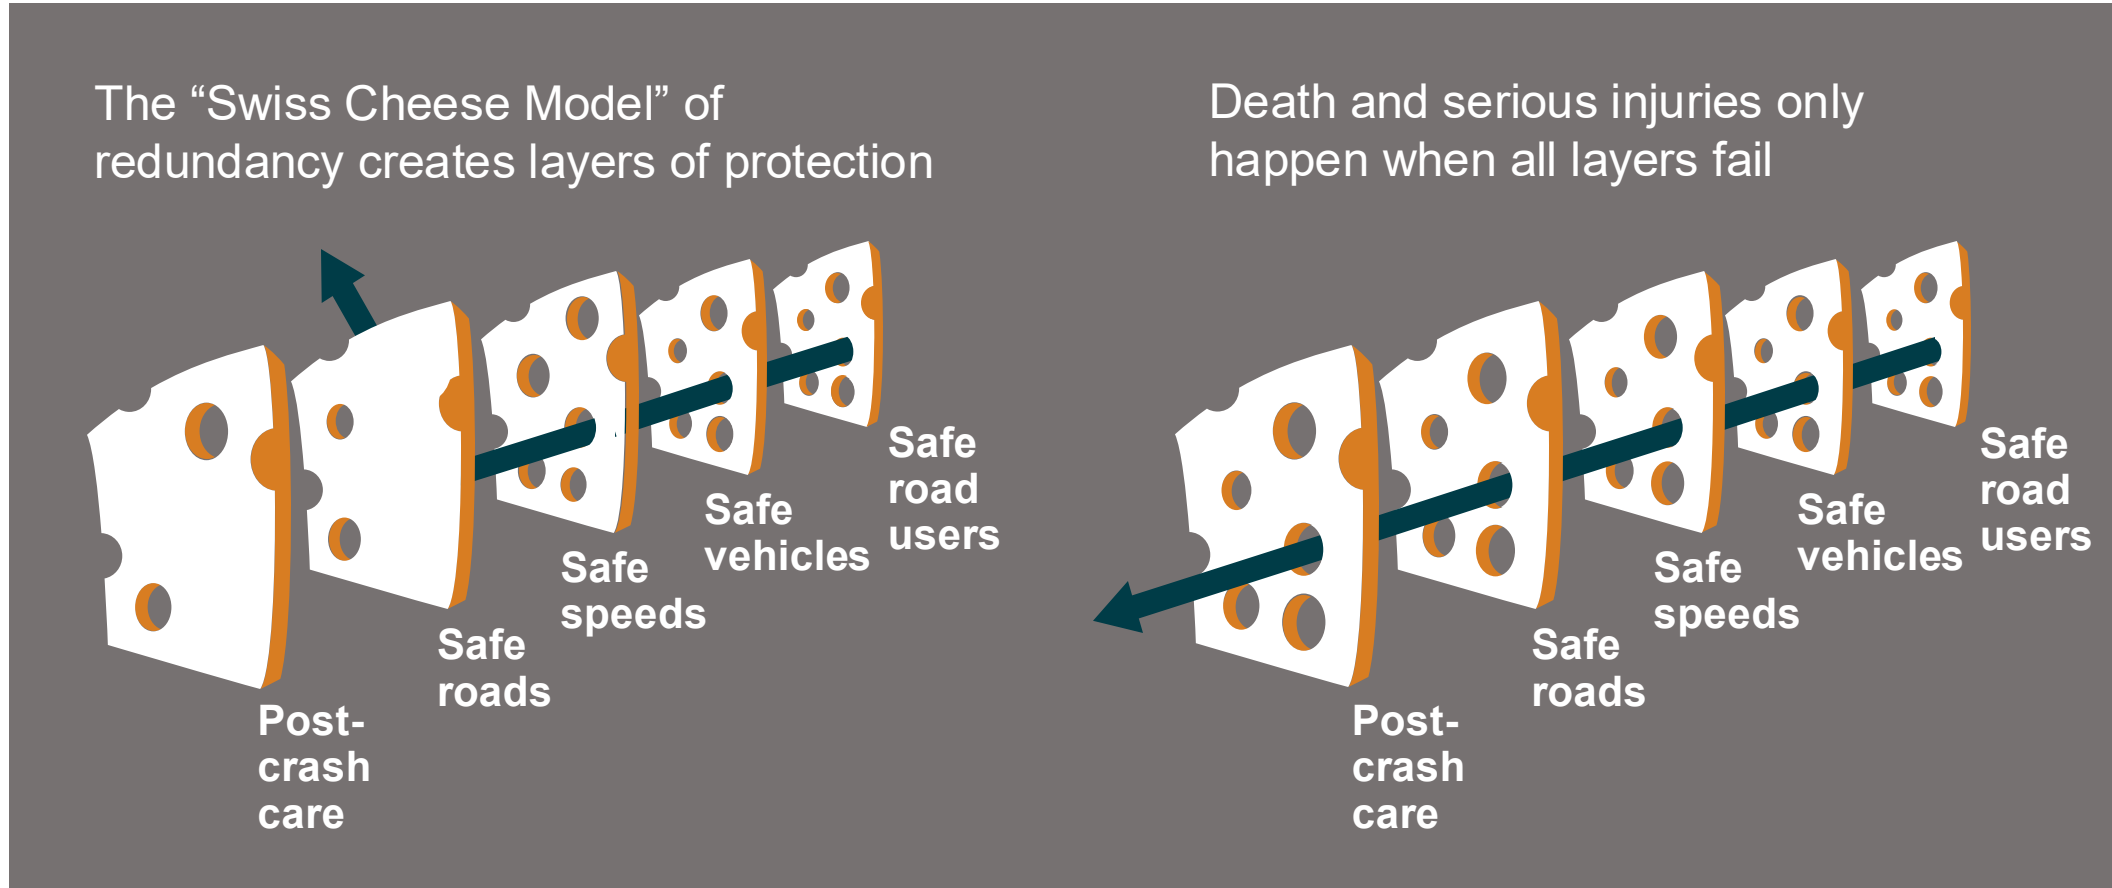 The “Swiss Cheese Model” of
redundancy creates layers of protection
Safe
road
users
Safe
vehicles
Safe
speeds
Safe
roads
Post-
crash
care
Death and serious injuries only
happen when all layers fail
Safe
road
users
Safe
vehicles
Safe
speeds
Safe
roads
Post-
crash
care